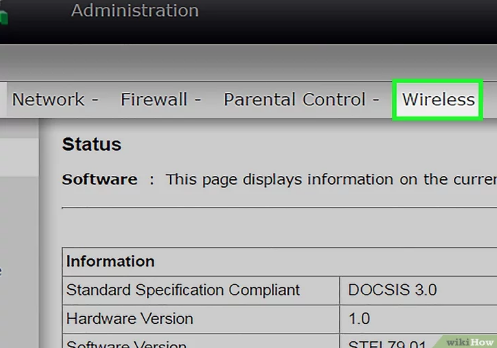 Administration
Network - Firewall - Parental Control - Wireless
Status
Software : This page displays information on the curre
Information
Standard Specification Compliant DOCSIS 3.0
Hardware Version 1.0
Software Version STEL79.01
wikiHow